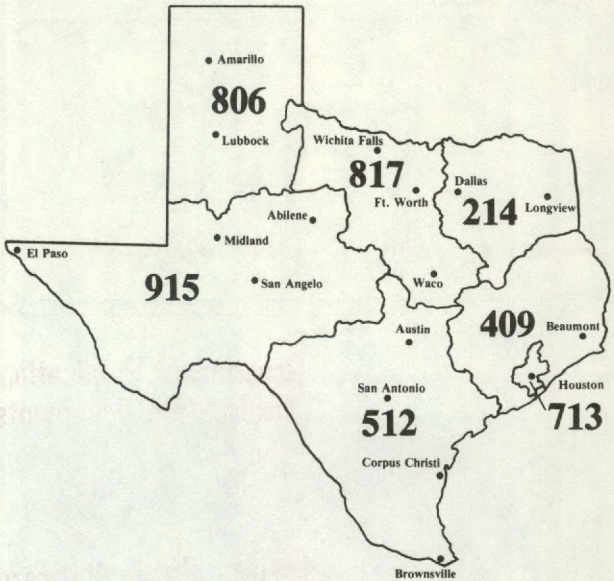 Amarillo
806
Lubbock
Wichita Falls
817
Ft. Worth
Dallas
214
Longview
Abilene
Midland
El Paso
915
San Angelo
Waco
Austin
409
Beaumont
San Antonio
Houston
512
713
Corpus Christi
Brownsville